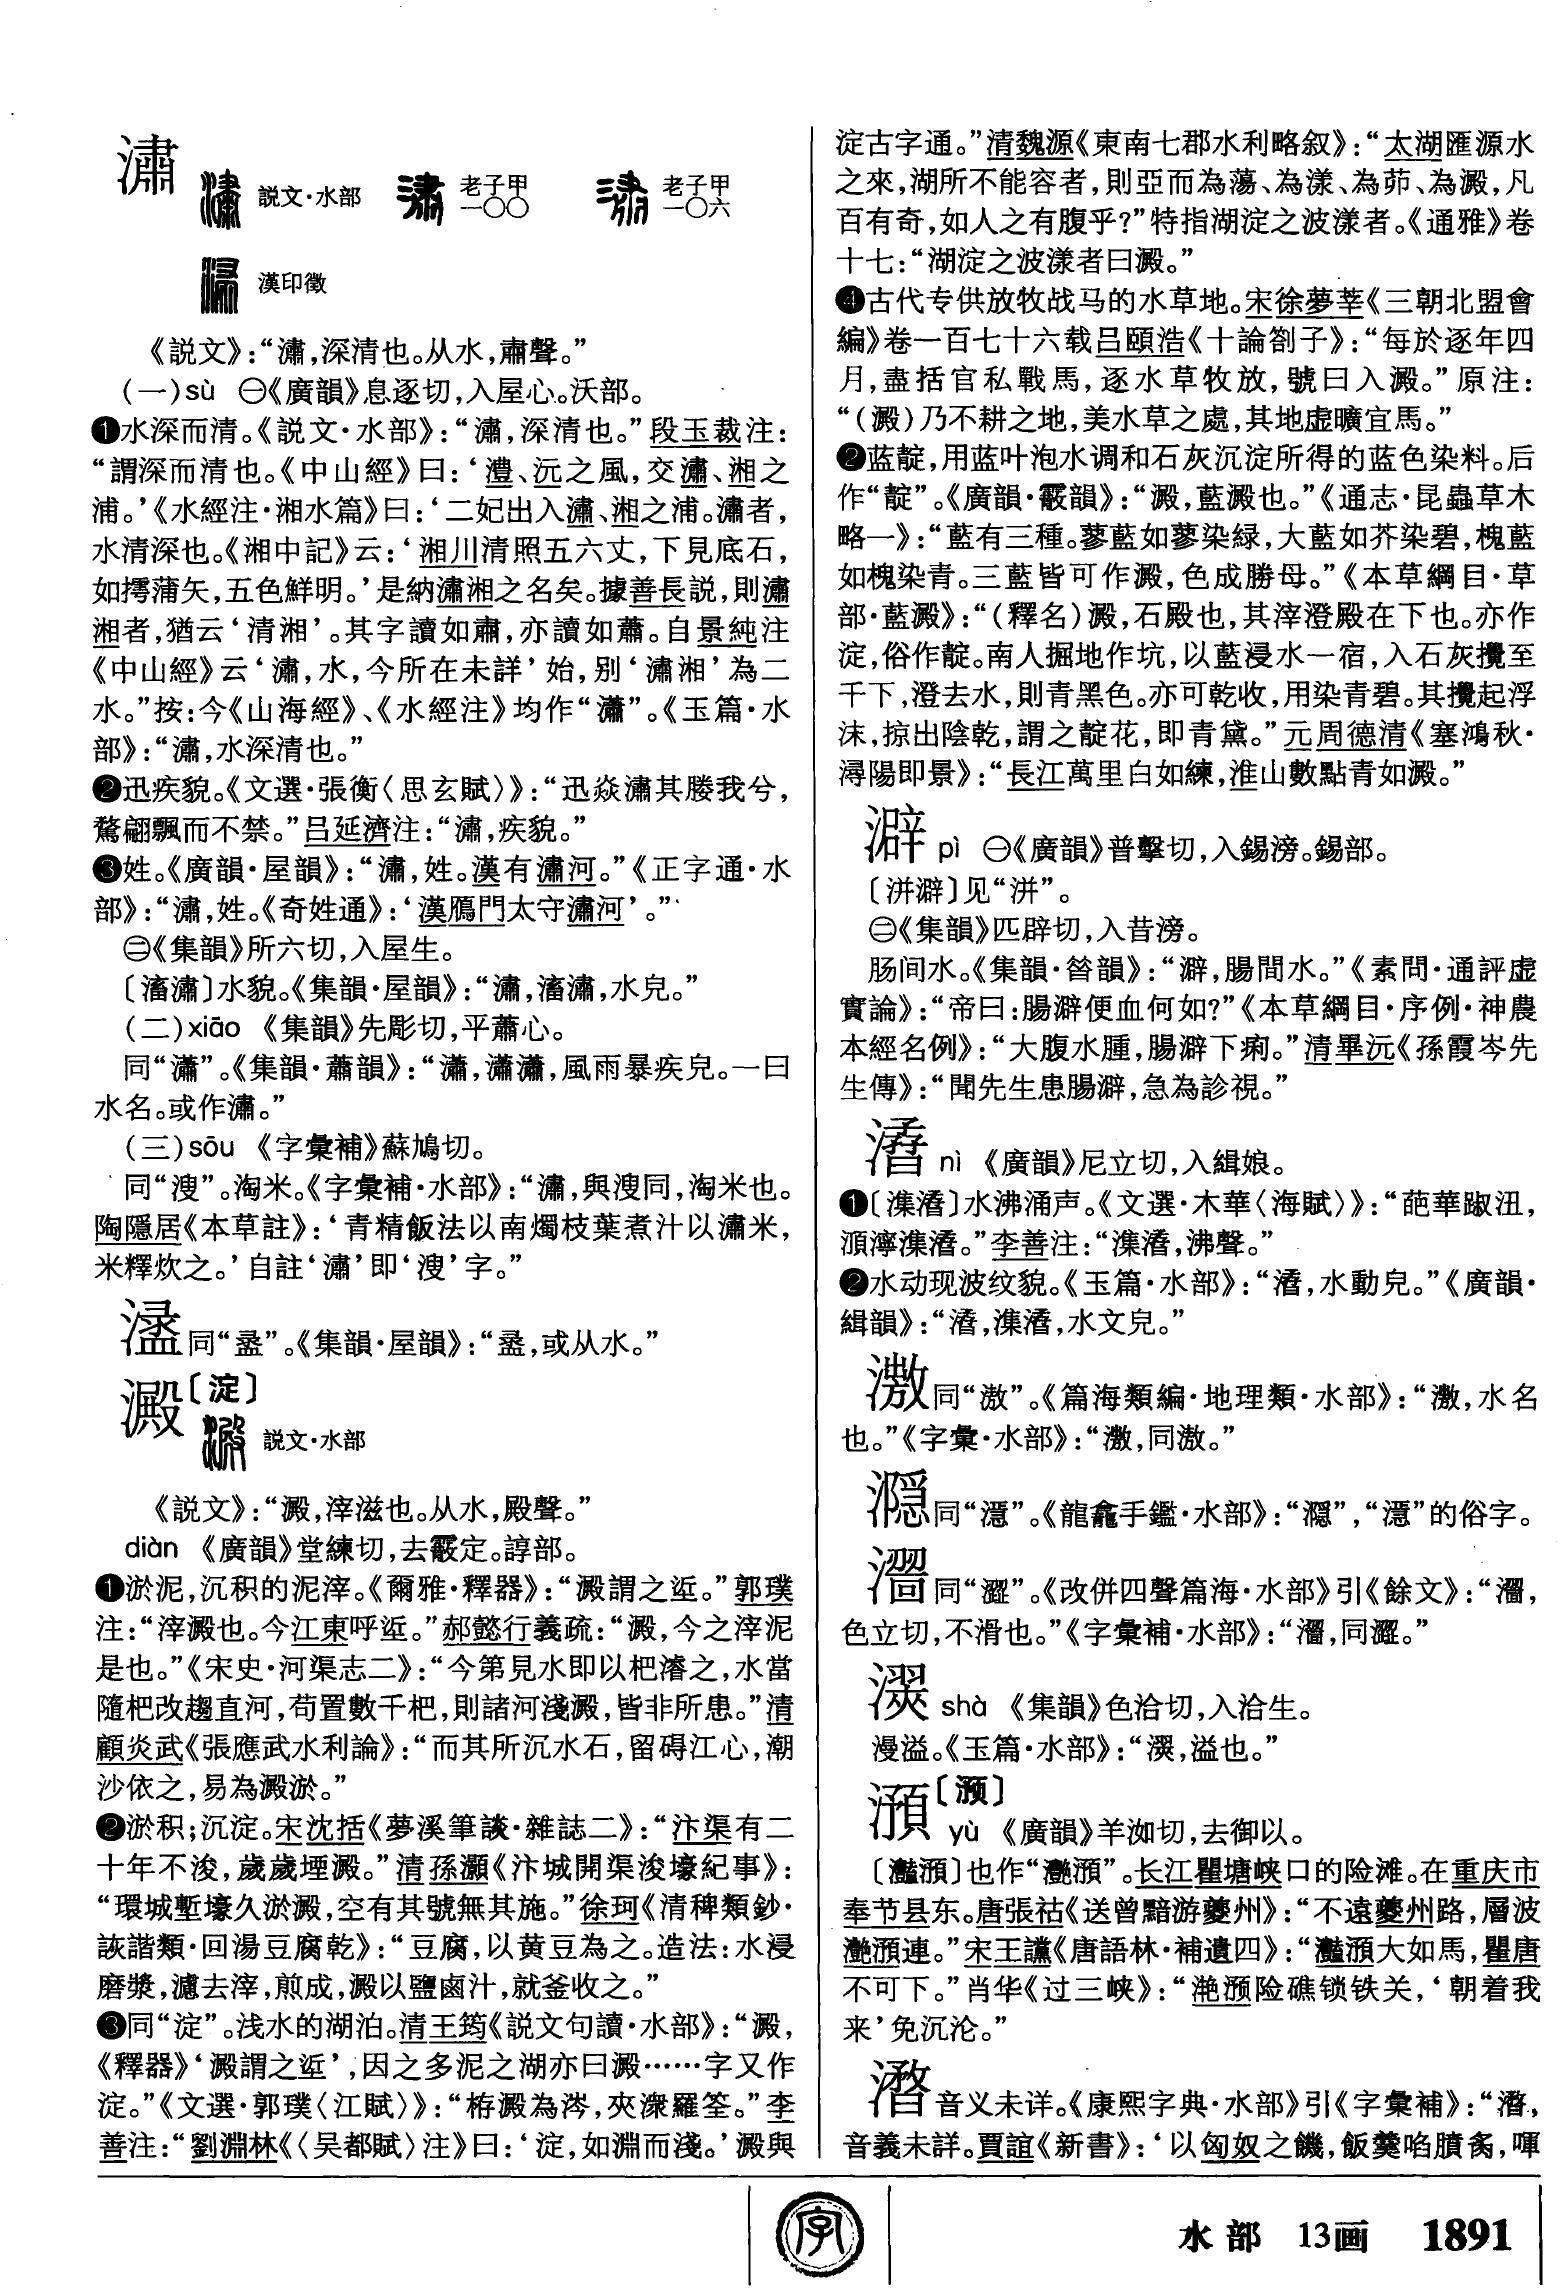 潚
説文·水部 老子甲一〇〇 老子甲一〇六
漢印徵
《説文》：“潚，深清也。从水，肅聲。”
(一)sù ㊀《廣韻》息逐切，入屋心。沃部。
❶水深而清。《説文·水部》：“潚，深清也。”段玉裁注：
“謂深而清也。《中山經》曰：‘澧、沅之風，交潚、湘之
浦。’《水經注·湘水篇》曰：‘二妃出入潚、湘之浦。潚者，
水清深也。《湘中記》云：‘湘川清照五六丈，下見底石，
如摴蒲矢，五色鮮明。’是納潚湘之名矣。據善長説，則潚
湘者，猶云‘清湘’。其字讀如肅，亦讀如蕭。自景純注
《中山經》云‘潚，水，今所在未詳’始，别‘潚湘’為二
水。”按：今《山海經》、《水經注》均作“瀟”。《玉篇·水
部》：“潚，水深清也。”
❷迅疾貌。《文選·張衡〈思玄賦〉》：“迅猋潚其媵我兮，
騖翩飄而不禁。”吕延濟注：“潚，疾貌。”
❸姓。《廣韻·屋韻》：“潚，姓。漢有潚河。”《正字通·水
部》：“潚，姓。《奇姓通》：‘漢鴈門太守潚河’。”
㊁《集韻》所六切，入屋生。
〔滀潚〕水貌。《集韻·屋韻》：“潚，滀潚，水皃。”
(二)xiāo 《集韻》先彫切，平蕭心。
同“瀟”。《集韻·蕭韻》：“瀟，瀟瀟，風雨暴疾皃。一曰
水名。或作潚。”
(三)sōu 《字彙補》蘇鳩切。
同“溲”。淘米。《字彙補·水部》：“潚，與溲同，淘米也。
陶隱居《本草註》：‘青精飯法以南燭枝葉煮汁以潚米，
米釋炊之。’自註‘潚’即‘溲’字。”
同“盝”。《集韻·屋韻》：“盝，或从水。”
澱〔淀〕
説文·水部
《説文》：“澱，滓滋也。从水，殿聲。”
diàn 《廣韻》堂練切，去霰定。諄部。
❶淤泥，沉积的泥滓。《爾雅·釋器》：“澱謂之垽。”郭璞
注：“滓澱也。今江東呼垽。”郝懿行義疏：“澱，今之滓泥
是也。”《宋史·河渠志二》：“今第見水即以杷濬之，水當
隨杷改趨直河，苟置數千杷，則諸河淺澱，皆非所患。”清
顧炎武《張應武水利論》：“而其所沉水石，留碍江心，潮
沙依之，易為澱淤。”
❷淤积；沉淀。宋沈括《夢溪筆談·雜誌二》：“汴渠有二
十年不浚，歲歲堙澱。”清孫灝《汴城開渠浚壕紀事》：
“環城塹壕久淤澱，空有其號無其施。”徐珂《清稗類鈔·
詼諧類·回湯豆腐乾》：“豆腐，以黄豆為之。造法：水浸
磨漿，濾去滓，煎成，澱以鹽鹵汁，就釜收之。”
❸同“淀”。浅水的湖泊。清王筠《説文句讀·水部》：“澱，
《釋器》‘澱謂之垽’，因之多泥之湖亦曰澱……字又作
淀。”《文選·郭璞〈江賦〉》：“栫澱為涔，夾潨羅筌。”李
善注：“劉淵林《〈吴都賦〉注》曰：‘淀，如淵而淺。’澱與
淀古字通。”清魏源《東南七郡水利略叙》：“太湖匯源水
之來，湖所不能容者，則亞而為蕩、為漾、為茆、為澱，凡
百有奇，如人之有腹乎？”特指湖淀之波漾者。《通雅》卷
十七：“湖淀之波漾者曰澱。”
❹古代专供放牧战马的水草地。宋徐夢莘《三朝北盟會
編》卷一百七十六载吕頤浩《十論劄子》：“每於逐年四
月，盡括官私戰馬，逐水草牧放，號曰入澱。”原注：
“(澱)乃不耕之地，美水草之處，其地虚曠宜馬。”
❷蓝靛，用蓝叶泡水调和石灰沉淀所得的蓝色染料。后
作“靛”。《廣韻·霰韻》：“澱，藍澱也。”《通志·昆蟲草木
略一》：“藍有三種。蓼藍如蓼染緑，大藍如芥染碧，槐藍
如槐染青。三藍皆可作澱，色成勝母。”《本草綱目·草
部·藍澱》：“(釋名)澱，石殿也，其滓澄殿在下也。亦作
淀，俗作靛。南人掘地作坑，以藍浸水一宿，入石灰攪至
千下，澄去水，則青黑色。亦可乾收，用染青碧。其攪起浮
沫，掠出陰乾，謂之靛花，即青黛。”元周德清《塞鴻秋·
潯陽即景》：“長江萬里白如練，淮山數點青如澱。”
澼 pì ㊀《廣韻》普擊切，入錫滂。錫部。
〔洴澼〕见“洴”。
㊁《集韻》匹辟切，入昔滂。
肠间水。《集韻·㫺韻》：“澼，腸間水。”《素問·通評虚
實論》：“帝曰：腸澼便血何如？”《本草綱目·序例·神農
本經名例》：“大腹水腫，腸澼下痢。”清畢沅《孫霞岑先
生傳》：“聞先生患腸澼，急為診視。”
濳 nì 《廣韻》尼立切，入緝娘。
❶〔潗㵫〕水沸涌声。《文選·木華〈海賦〉》：“葩華踧沑，
澒濘潗㵫。”李善注：“潗㵫，沸聲。”
❷水动现波纹貌。《玉篇·水部》：“㵫，水動皃。”《廣韻·
緝韻》：“㵫，潗㵫，水文皃。”
同“滶”。《篇海類編·地理類·水部》：“，水名
也。”《字彙·水部》：“，同滶。”
同“濦”。《龍龕手鑑·水部》：“”，“濦”的俗字。
同“澀”。《改併四聲篇海·水部》引《餘文》：“，
色立切，不滑也。”《字彙補·水部》：“，同澀。”
shà 《集韻》色洽切，入洽生。
漫溢。《玉篇·水部》：“，溢也。”
澦〔滪〕
yù 《廣韻》羊洳切，去御以。
〔灩澦〕也作“灔澦”。长江瞿塘峡口的险滩。在重庆市
奉节县东。唐張祜《送曾黯游夔州》：“不遠夔州路，層波
灔澦連。”宋王讜《唐語林·補遺四》：“灩澦大如馬，瞿唐
不可下。”肖华《过三峡》：“滟滪险礁锁铁关，‘朝着我
来’免沉沦。”
音义未详。《康熙字典·水部》引《字彙補》：“，
音義未詳。賈誼《新書》：‘以匈奴之饑，飯羹啗膹，㖆
水部 13画 1891